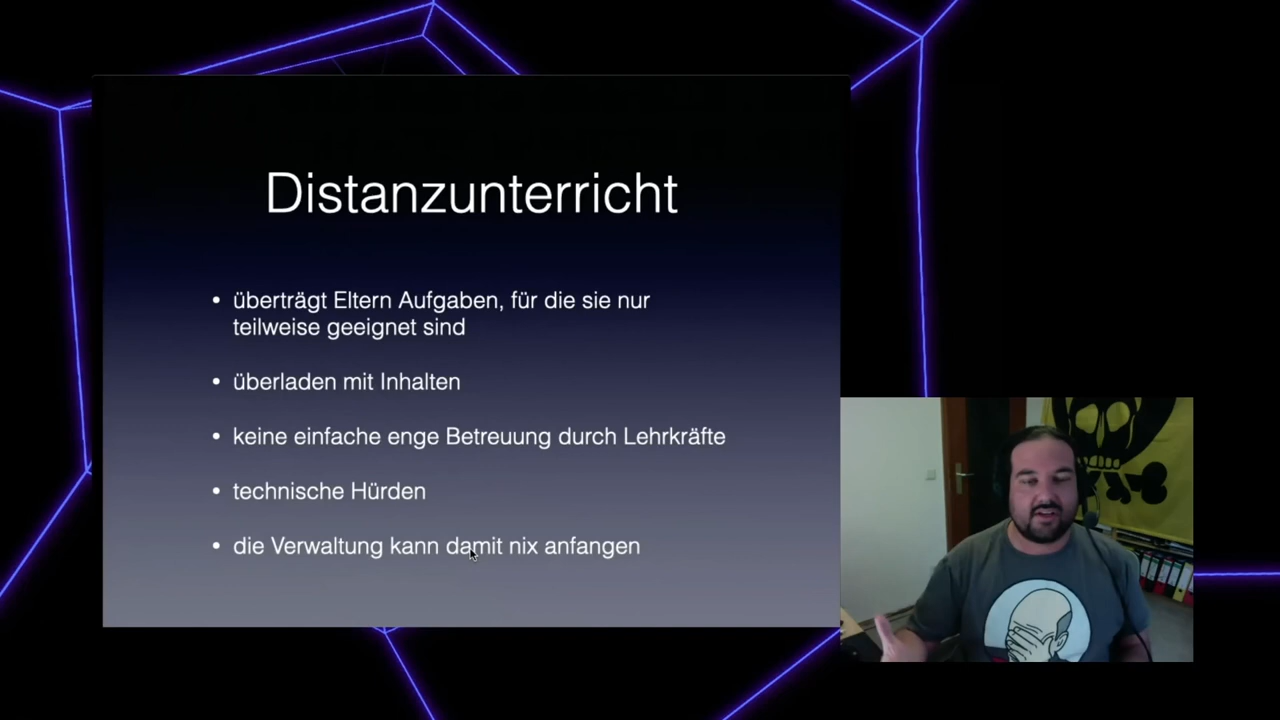 Distanzunterricht
• überträgt Eltern Aufgaben, für die sie nur
teilweise geeignet sind
• überladen mit Inhalten
• keine einfache enge Betreuung durch Lehrkräfte
• technische Hürden
• die Verwaltung kann damit nix anfangen